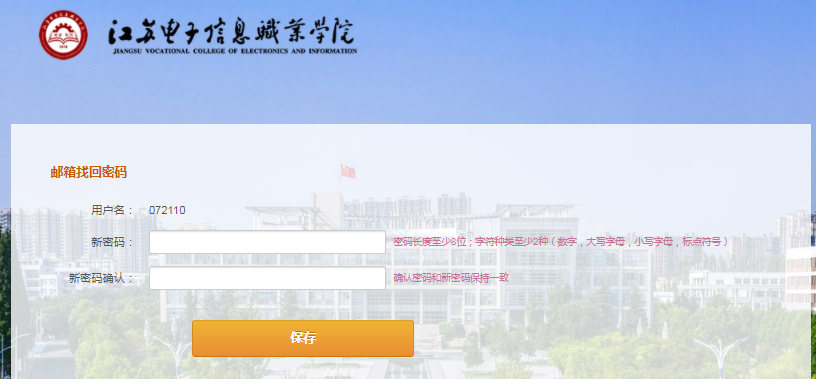 江苏电子信息职业学院
JIANGSU VOCATIONAL COLLEGE OF ELECTRONICS AND INFORMATION
邮箱找回密码
用户名： 072110
新密码： 密码长度至少8位；字符种类至少2种（数字，大写字母，小写字母，标点符号）
新密码确认： 确认密码和新密码保持一致
保存